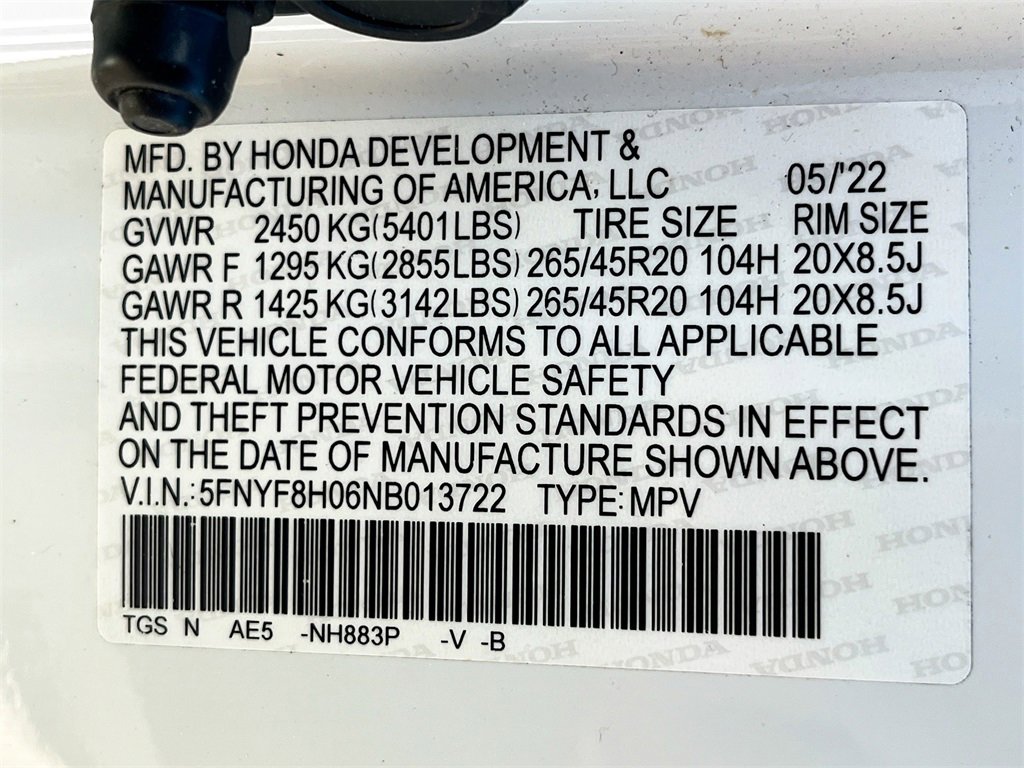 MFD. BY HONDA DEVELOPMENT &
MANUFACTURING OF AMERICA, LLC 05/'22
GVWR 2450 KG(5401LBS) TIRE SIZE RIM SIZE
GAWR F 1295 KG(2855LBS) 265/45R20 104H 20X8.5J
GAWR R 1425 KG(3142LBS) 265/45R20 104H 20X8.5J
THIS VEHICLE CONFORMS TO ALL APPLICABLE
FEDERAL MOTOR VEHICLE SAFETY
AND THEFT PREVENTION STANDARDS IN EFFECT
ON THE DATE OF MANUFACTURE SHOWN ABOVE.
V.I.N.: 5FNYF8H06NB013722 TYPE: MPV
TGS N AE5 -NH883P -V -B